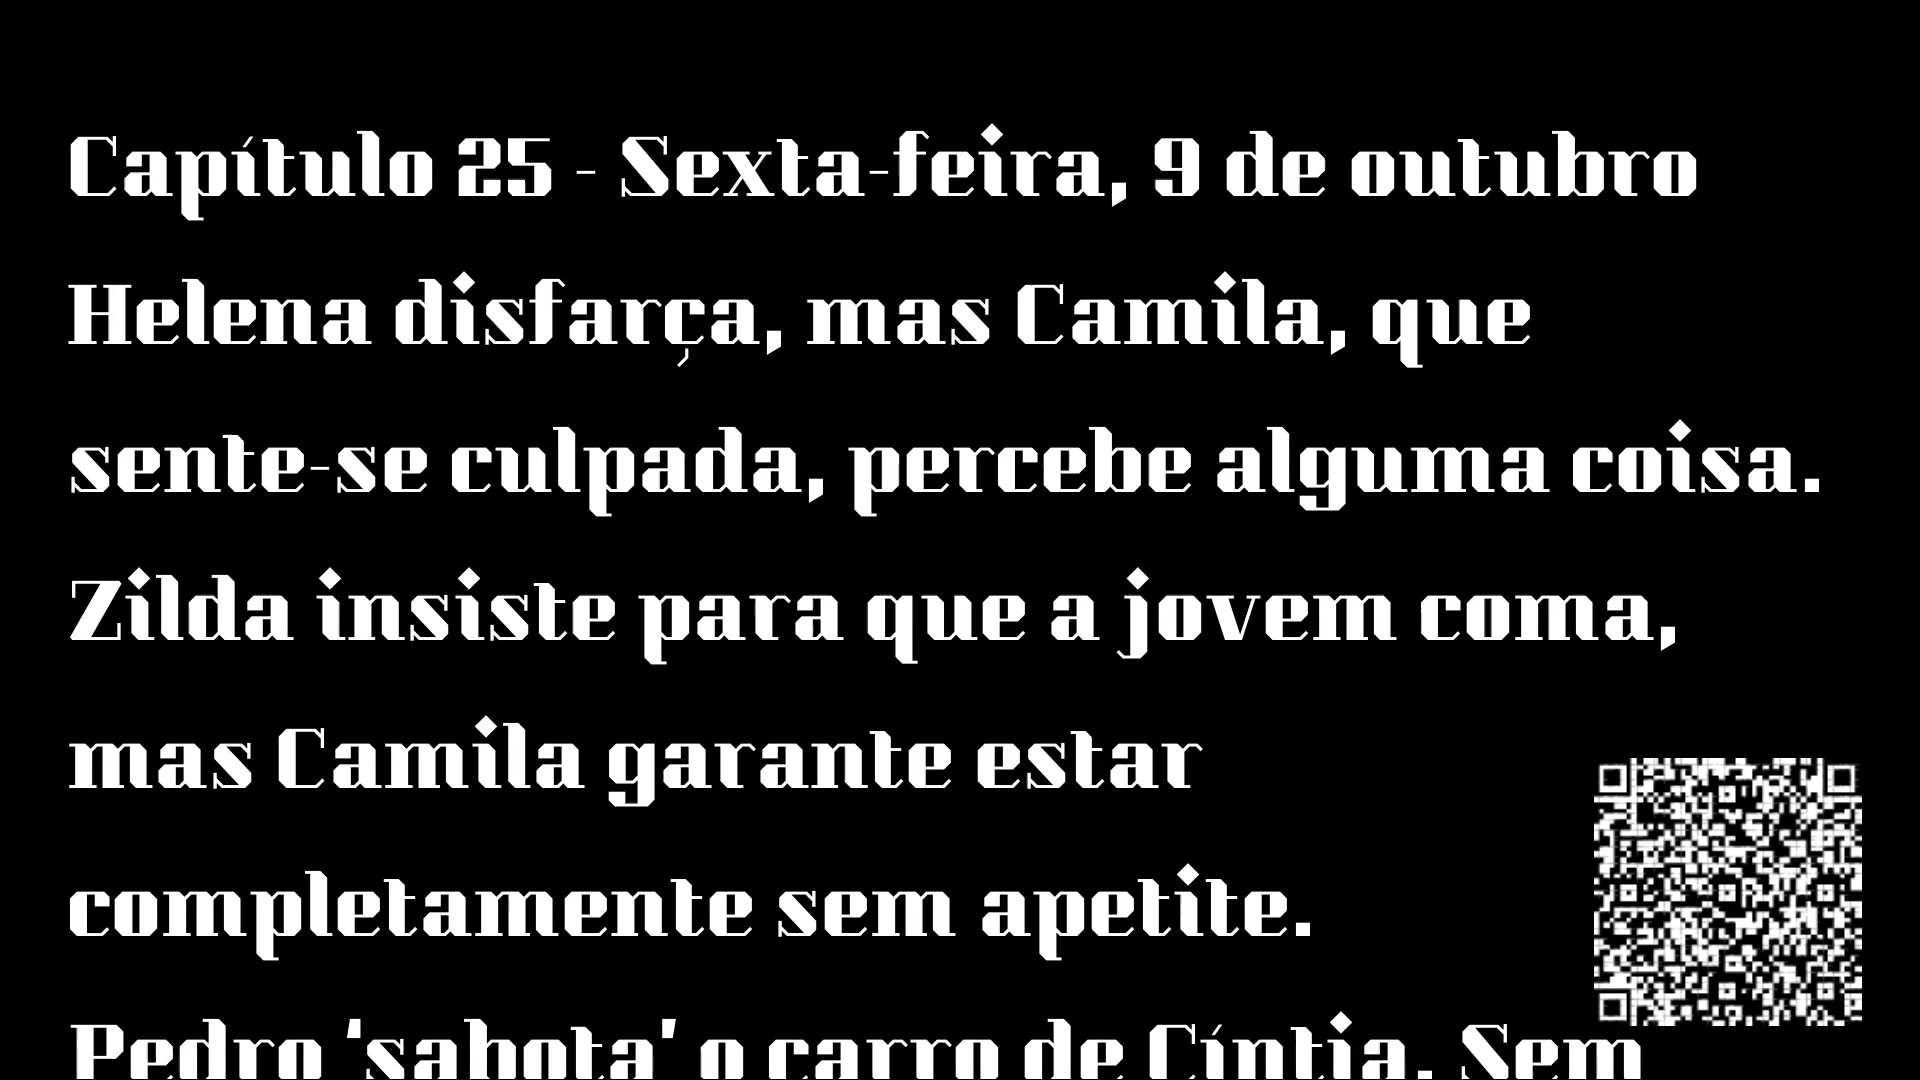 Capítulo 25 - Sexta-feira, 9 de outubro
Helena disfarça, mas Camila, que
sente-se culpada, percebe alguma coisa.
Zilda insiste para que a jovem coma,
mas Camila garante estar
completamente sem apetite.
Pedro 'sabota' o carro de Cíntia. Sem